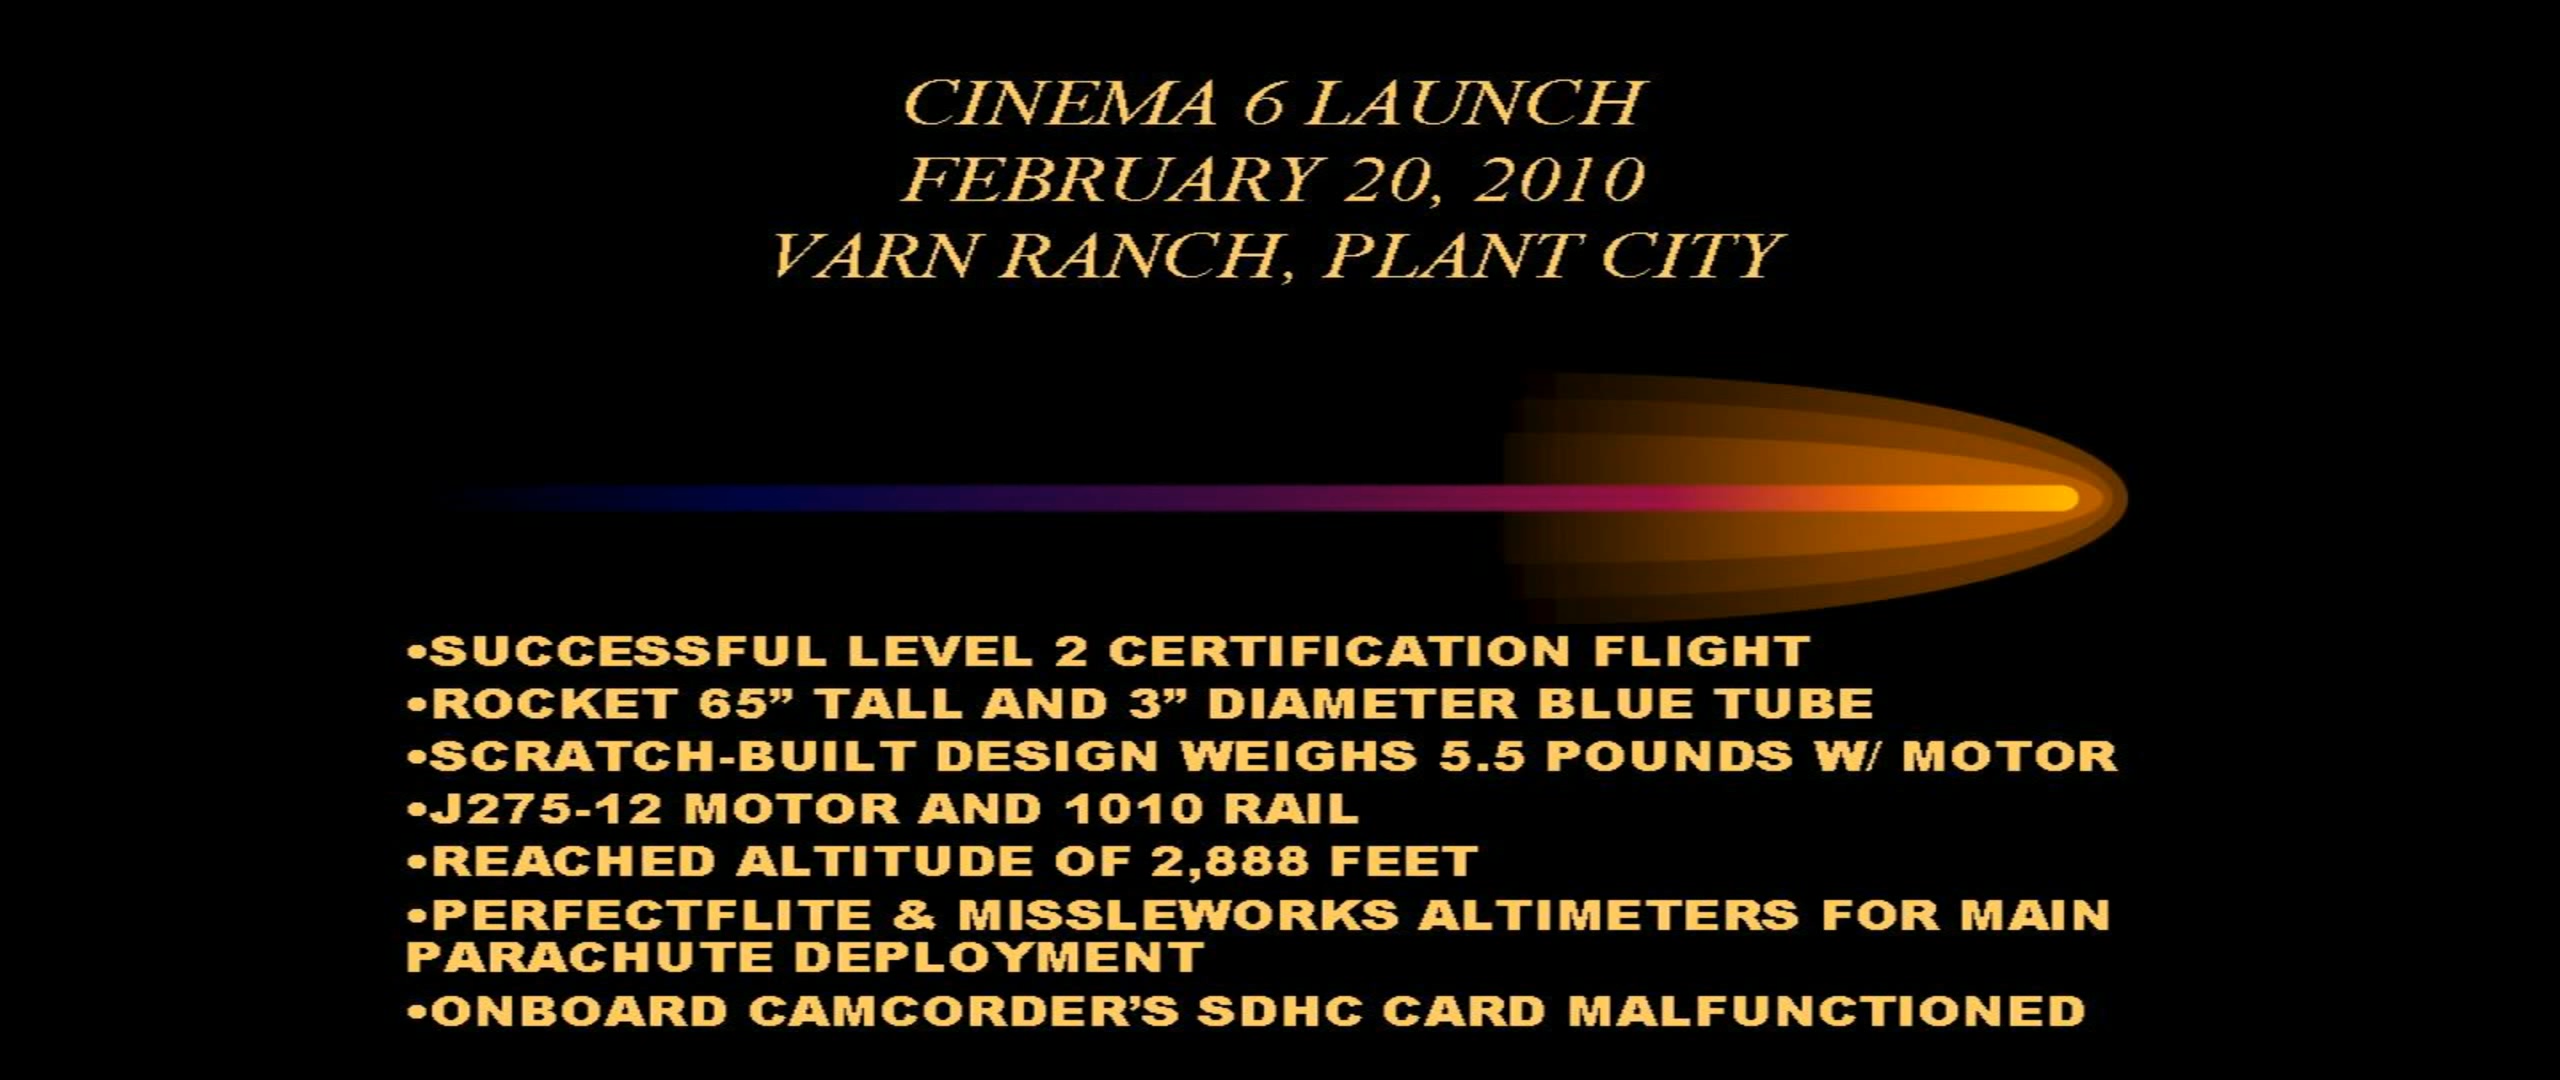 CINEMA 6 LAUNCH
FEBRUARY 20, 2010
VARN RANCH, PLANT CITY
•SUCCESSFUL LEVEL 2 CERTIFICATION FLIGHT
•ROCKET 65” TALL AND 3” DIAMETER BLUE TUBE
•SCRATCH-BUILT DESIGN WEIGHS 5.5 POUNDS W/ MOTOR
•J275-12 MOTOR AND 1010 RAIL
•REACHED ALTITUDE OF 2,888 FEET
•PERFECTFLITE & MISSLEWORKS ALTIMETERS FOR MAIN
PARACHUTE DEPLOYMENT
•ONBOARD CAMCORDER’S SDHC CARD MALFUNCTIONED